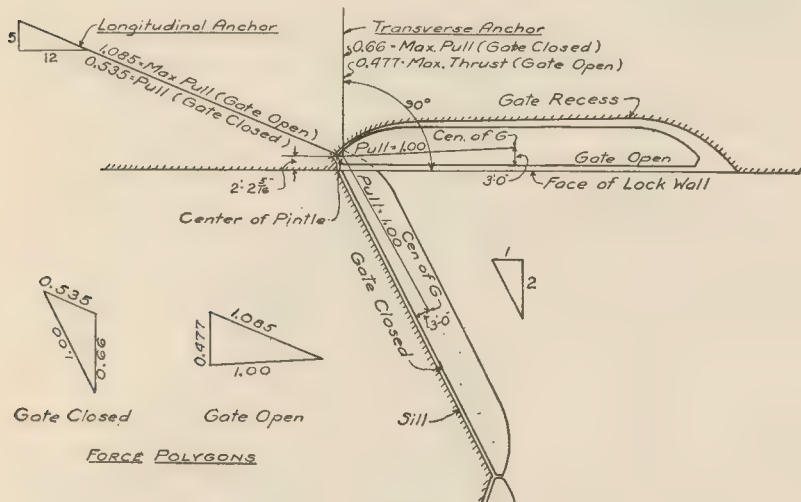 Longitudinal Anchor
5
12
1.085=Max Pull (Gate Open)
0.535=Pull (Gate Closed)
Transverse Anchor
0.66=Max. Pull (Gate Closed)
0.477=Max. Thrust (Gate Open)
90°
Gate Recess
Cen. of G
Pull=1.00
Gate Open
2'-2 5/16"
3'-0"
Face of Lock Wall
Center of Pintle
Pull=1.00
Cen. of G
Gate Closed
3'-0"
1
2
0.535
1.00
0.66
Gate Closed
0.477
1.085
1.00
Gate Open
Sill
FORCE POLYGONS